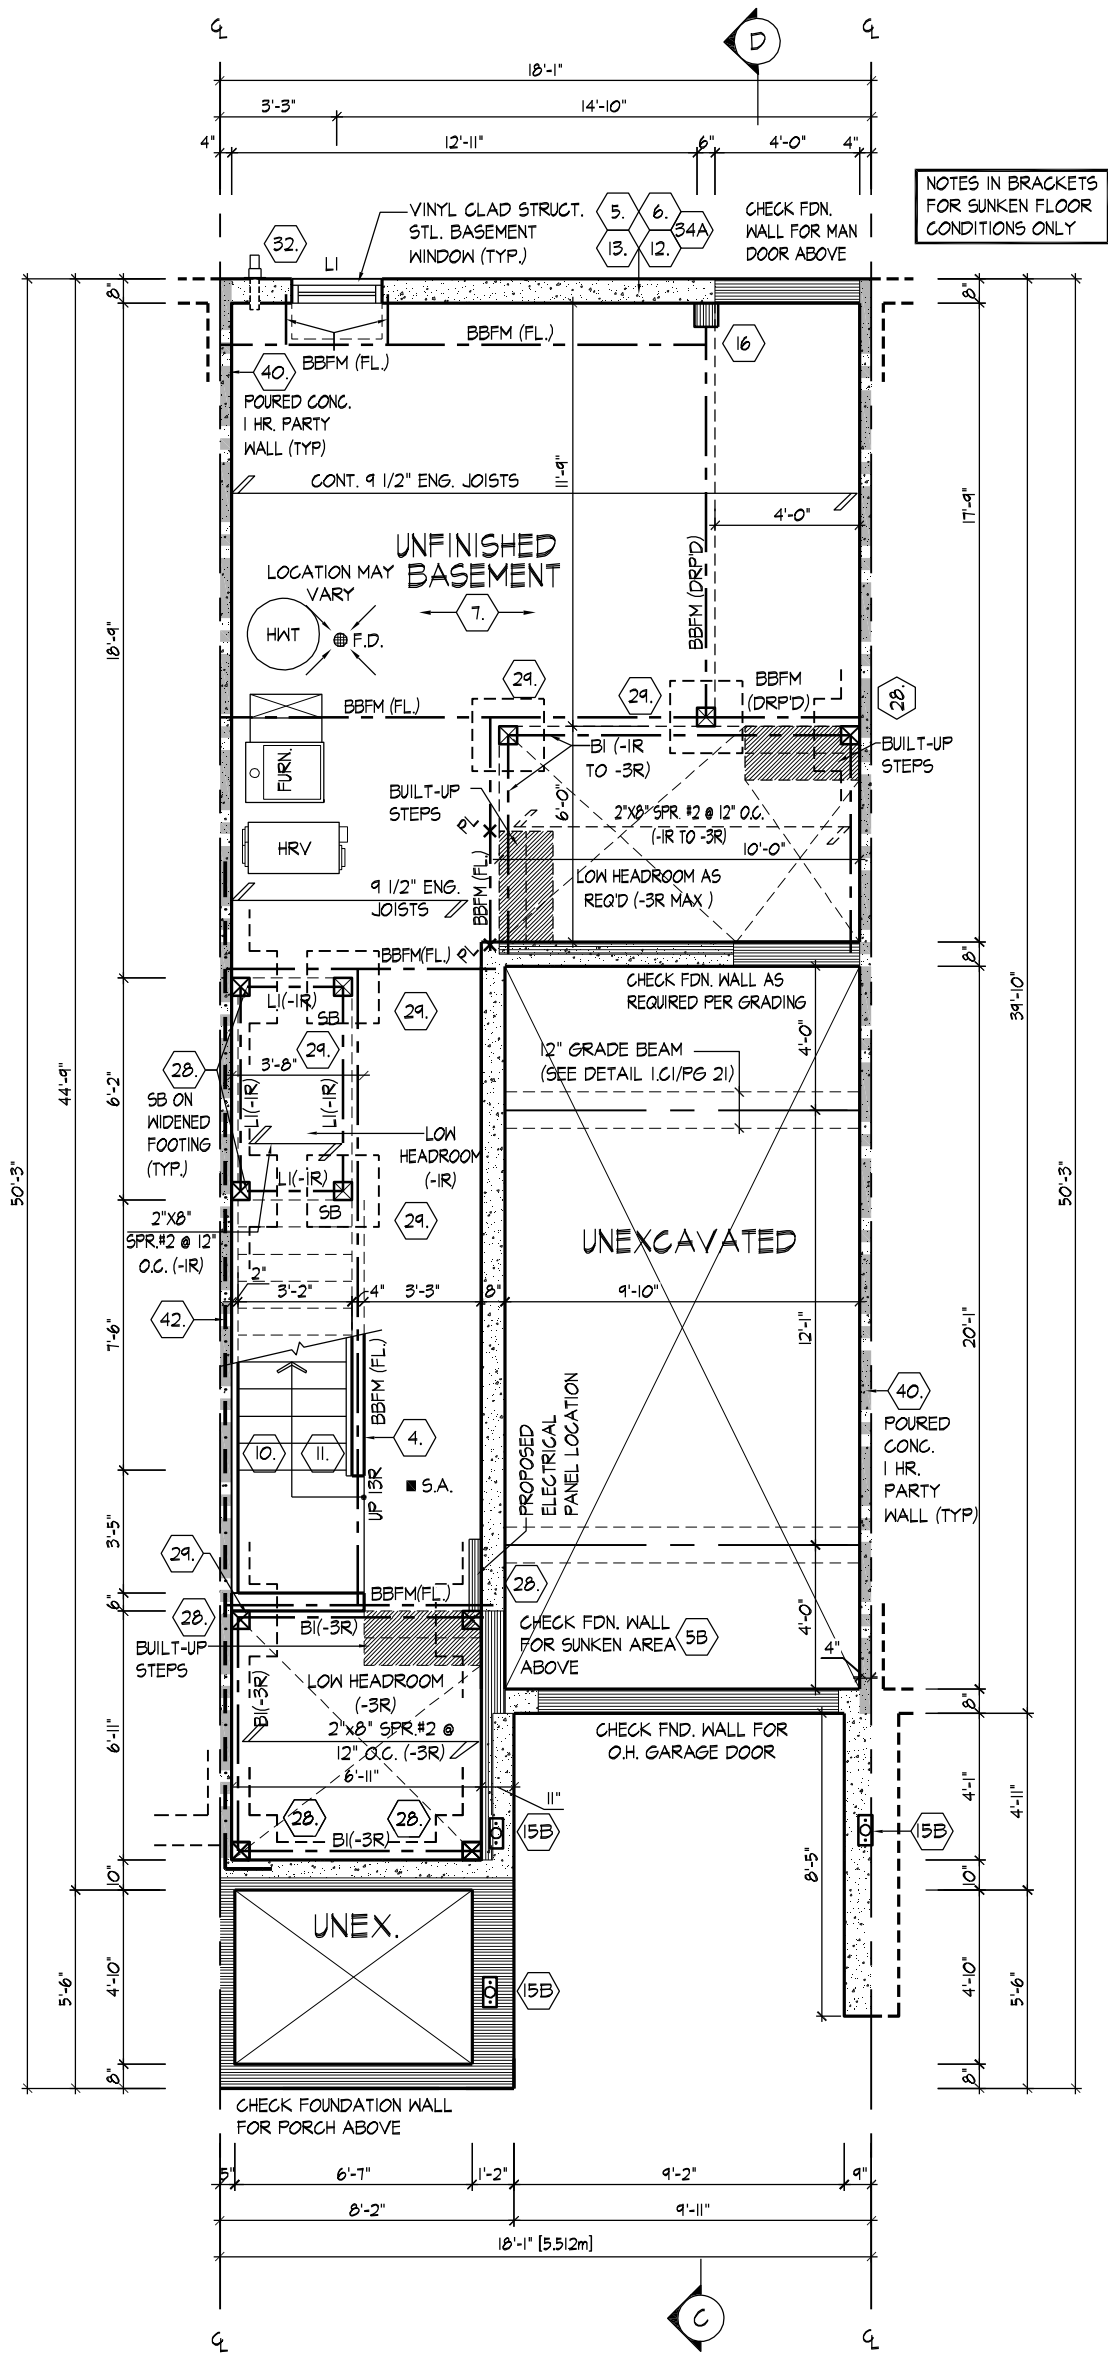 ℄
℄
D
18'-1"
3'-3"
14'-10"
4"
12'-11"
6"
4'-0"
4"
NOTES IN BRACKETS
FOR SUNKEN FLOOR
CONDITIONS ONLY
VINYL CLAD STRUCT.
STL. BASEMENT
WINDOW (TYP.)
5.
6.
34A
13.
12.
CHECK FDN.
WALL FOR MAN
DOOR ABOVE
32.
L1
8"
8"
BBFM (FL.)
BBFM (FL.)
16
40.
POURED CONC.
1 HR. PARTY
WALL (TYP)
CONT. 9 1/2" ENG. JOISTS
11'-9"
4'-0"
17'-9"
UNFINISHED
BASEMENT
LOCATION MAY
VARY
7.
HWT
F.D.
BBFM (DRP'D)
18'-9"
29.
29.
BBFM
(DRP'D)
28.
BBFM (FL.)
FURN.
B1 (-1R
TO -3R)
BUILT-UP
STEPS
BUILT-UP
STEPS
6'-0"
2"X8" SPR. #2 @ 12" O.C.
(-1R TO -3R)
PL
HRV
10'-0"
9 1/2" ENG.
JOISTS
BBFM (FL.)
LOW HEADROOM AS
REQ'D (-3R MAX )
BBFM(FL.)
PL
8"
CHECK FDN. WALL AS
REQUIRED PER GRADING
39'-10"
L1(-1R)
SB
29.
29.
4'-0"
12" GRADE BEAM
(SEE DETAIL 1.C1/PG 21)
28.
3'-8"
44'-9"
6'-2"
SB ON
WIDENED
FOOTING
(TYP.)
L1(-1R)
L1(-1R)
LOW
HEADROOM
(-1R)
L1(-1R)
SB
29.
50'-3"
50'-3"
2"X8"
SPR.#2 @ 12"
O.C. (-1R)
UNEXCAVATED
2"
3'-2"
4"
3'-3"
8"
9'-10"
42.
7'-6"
12'-1"
20'-1"
BBFM (FL.)
40.
POURED
CONC.
1 HR.
PARTY
WALL (TYP)
4.
10.
11.
PROPOSED
ELECTRICAL
PANEL LOCATION
UP 13R
S.A.
3'-5"
29.
28.
BBFM(FL.)
6"
28.
B1(-3R)
4'-0"
CHECK FDN. WALL
FOR SUNKEN AREA
ABOVE
5B
4"
BUILT-UP
STEPS
LOW HEADROOM
(-3R)
B1(-3R)
8"
2"x8" SPR.#2 @
12" O.C. (-3R)
6'-11"
CHECK FND. WALL FOR
O.H. GARAGE DOOR
6'-11"
11"
4'-1"
4'-11"
28.
28.
15B
15B
B1(-3R)
8'-5"
10"
10"
UNEX.
15B
5'-6"
4'-10"
4'-10"
5'-6"
8"
8"
CHECK FOUNDATION WALL
FOR PORCH ABOVE
5"
6'-7"
1'-2"
9'-2"
9"
8'-2"
9'-11"
18'-1" [5.512m]
C
℄
℄